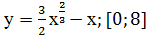 y = 3/2 x^(2/3) − x; [0; 8]